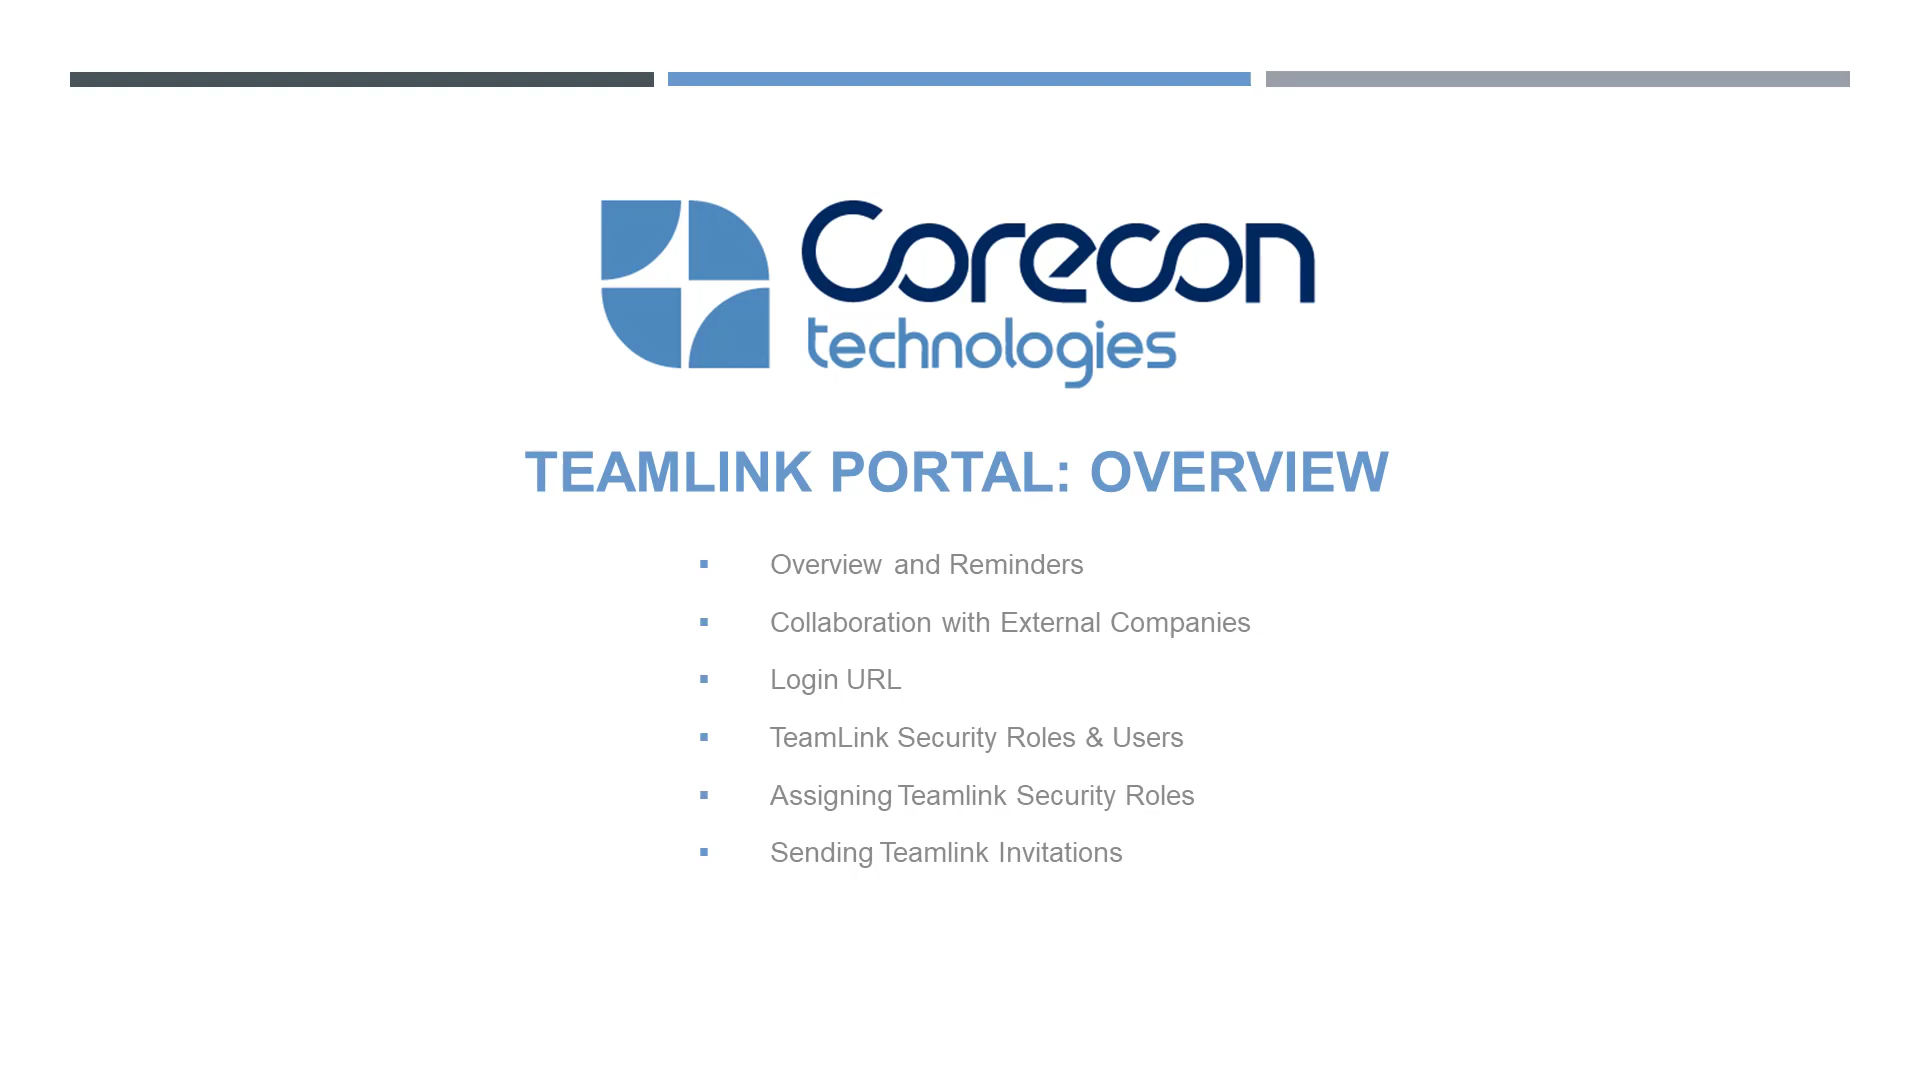 Corecon
technologies
TEAMLINK PORTAL: OVERVIEW
▪ Overview and Reminders
▪ Collaboration with External Companies
▪ Login URL
▪ TeamLink Security Roles & Users
▪ Assigning Teamlink Security Roles
▪ Sending Teamlink Invitations